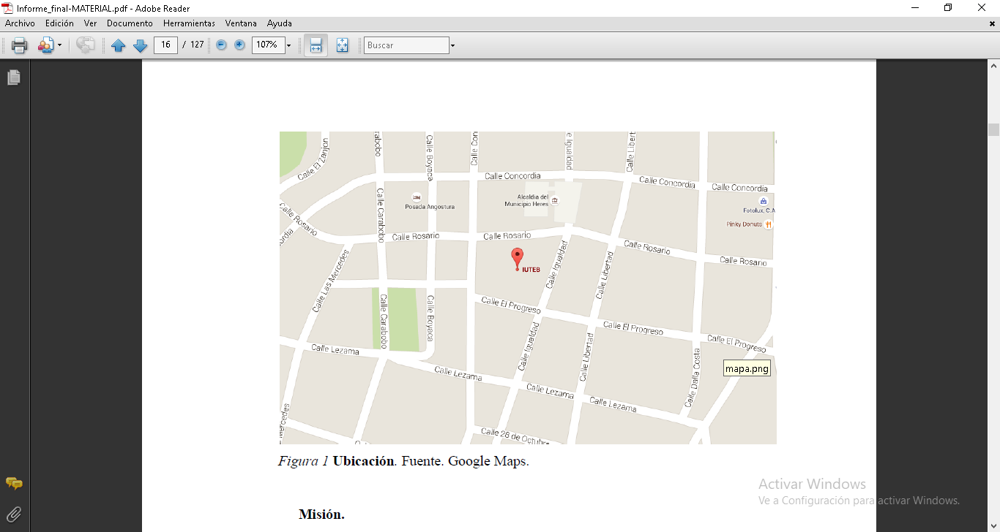 Informe_final-MATERIAL.pdf - Adobe Reader
Archivo Edición Ver Documento Herramientas Ventana Ayuda
16 / 127 107% Buscar
Calle El Zanjon
rabobo
Calle Boyaca
Calle Con
e Igualdad
Calle Libert
Calle Concordia
Calle Concordia
Calle Concordia
Calle Carabobo
Posada Angostura
Alcaldia del
Municipio Heres
Fotolux, C.A
Pinky Donuts
Calle Rosario
ordia
Calle Rosario
Calle Rosario
Calle Rosario
Calle Rosario
IUTEB
Calle Las Mercedes
Calle Igualdad
Calle Libertad
Calle Carabobo
Calle Boyaca
Calle El Progreso
Calle El Progreso
Calle El Progreso
Calle Lezama
Calle Igualdad
Calle Libertad
Calle Dalla Costa
mapa.png
Calle Lezama
Calle Lezama
Calle Lezama
Mercedes
Calle 28 de Octubre
Figura 1 Ubicación. Fuente. Google Maps.
Activar Windows
Ve a Configuración para activar Windows.
Misión.